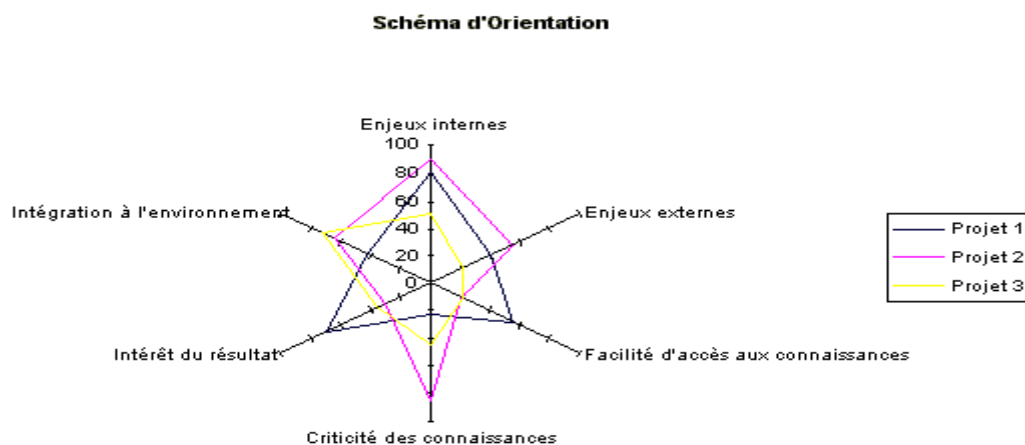 Schéma d'Orientation
Enjeux internes
100
80
60
40
20
0
Intégration à l'environnement
Enjeux externes
Projet 1
Projet 2
Projet 3
Intérêt du résultat
Facilité d'accès aux connaissances
Criticité des connaissances